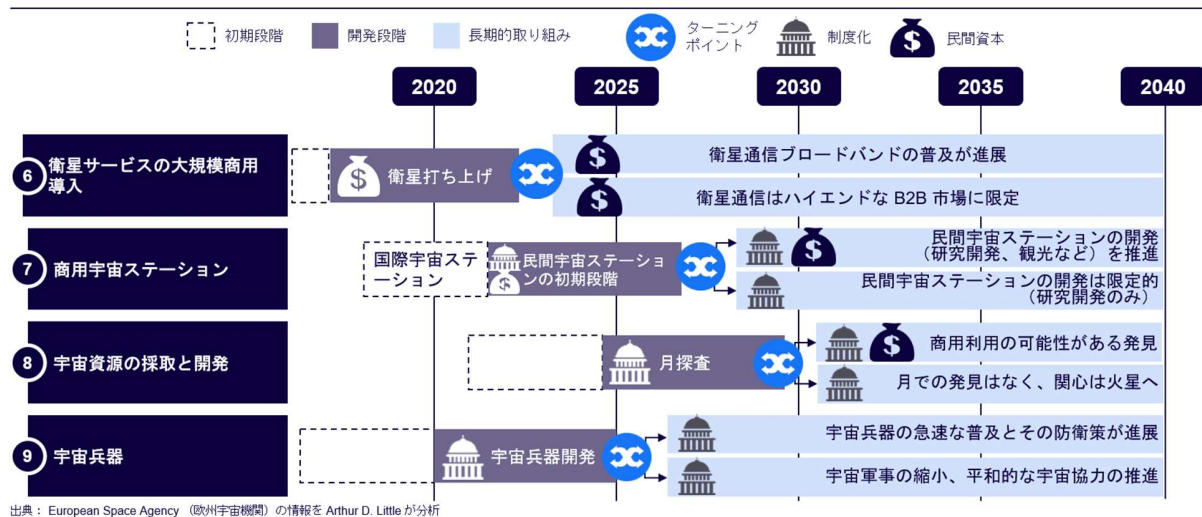 初期段階
開発段階
長期的取り組み
ターニング
ポイント
制度化
民間資本
2020
2025
2030
2035
2040
6
衛星サービスの大規模商用
導入
衛星打ち上げ
衛星通信ブロードバンドの普及が進展
衛星通信はハイエンドな B2B 市場に限定
7
商用宇宙ステーション
国際宇宙ステ
ーション
民間宇宙ステーショ
ンの初期段階
民間宇宙ステーションの開発
(研究開発、観光など)を推進
民間宇宙ステーションの開発は限定的
(研究開発のみ)
8
宇宙資源の採取と開発
月探査
商用利用の可能性がある発見
月での発見はなく、関心は火星へ
9
宇宙兵器
宇宙兵器開発
宇宙兵器の急速な普及とその防衛策が進展
宇宙軍事の縮小、平和的な宇宙協力の推進
出典: European Space Agency (欧州宇宙機関) の情報を Arthur D. Little が分析